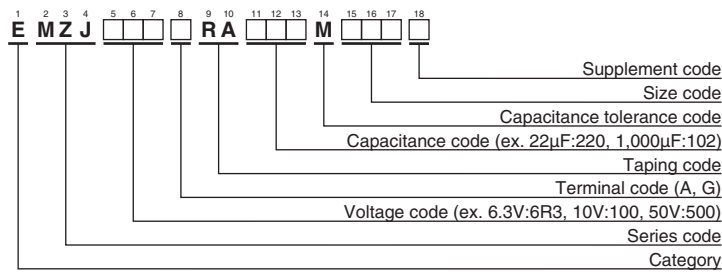 1 2 3 4 5 6 7 8 9 10 11 12 13 14 15 16 17 18
E MZJ □□□ □ RA □□□ M □□□ □
Supplement code
Size code
Capacitance tolerance code
Capacitance code (ex. 22µF:220, 1,000µF:102)
Taping code
Terminal code (A, G)
Voltage code (ex. 6.3V:6R3, 10V:100, 50V:500)
Series code
Category